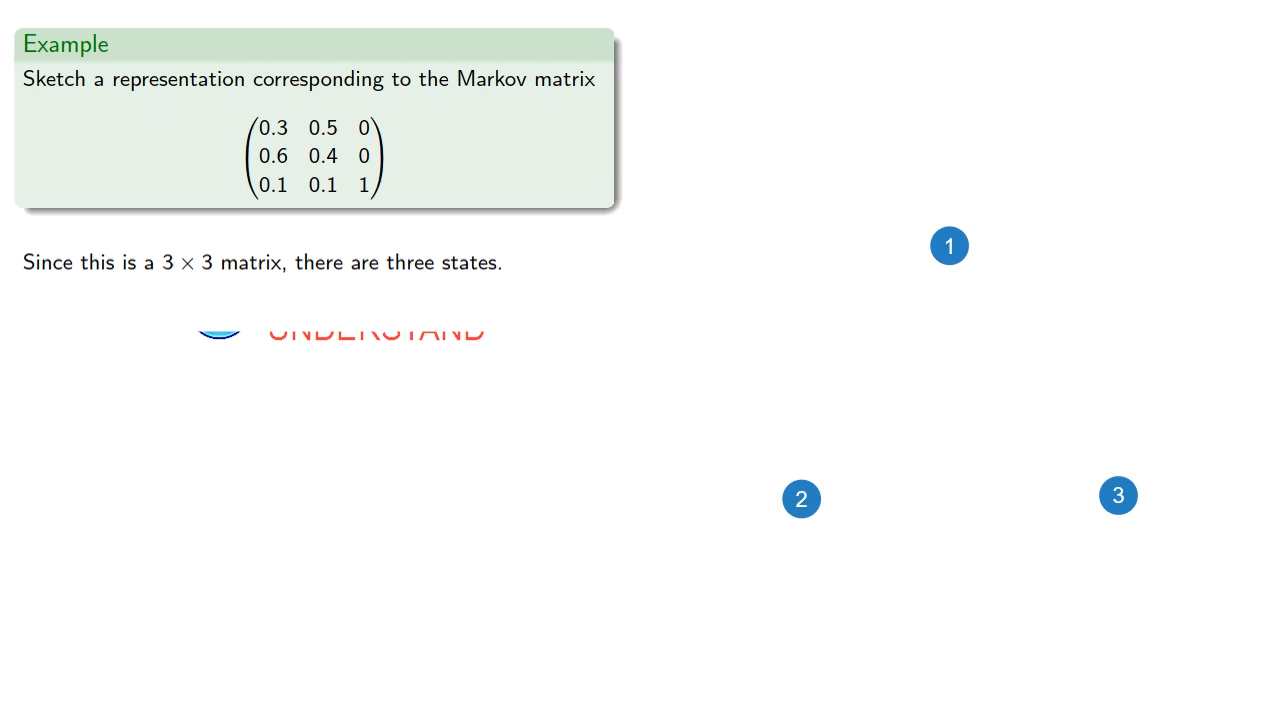 Example
Sketch a representation corresponding to the Markov matrix
0.3 0.5 0
0.6 0.4 0
0.1 0.1 1
Since this is a 3 × 3 matrix, there are three states.
UNDERSTAND
1
2
3